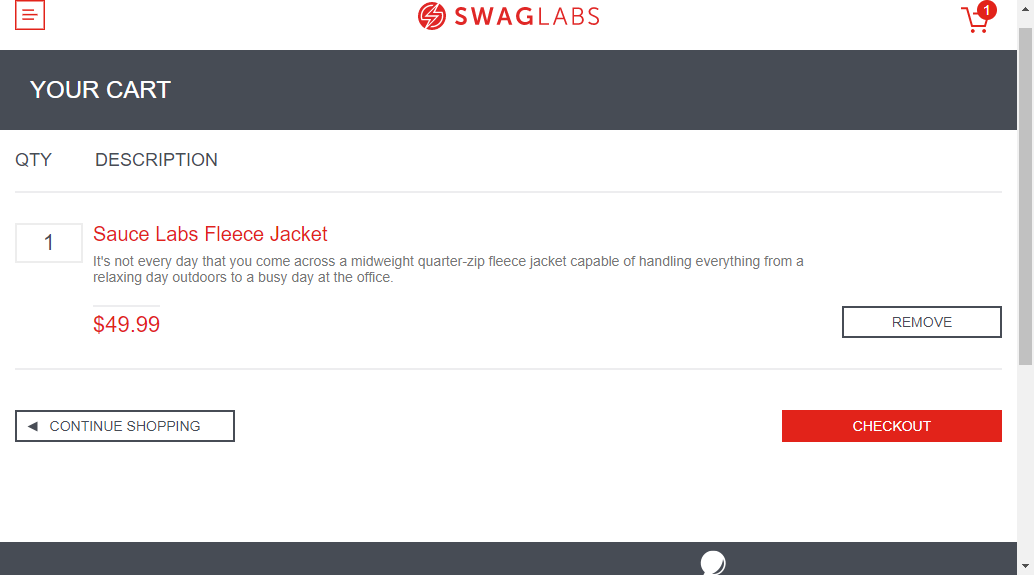 SWAGLABS
1
YOUR CART
QTY DESCRIPTION
1
Sauce Labs Fleece Jacket
It's not every day that you come across a midweight quarter-zip fleece jacket capable of handling everything from a
relaxing day outdoors to a busy day at the office.
$49.99
REMOVE
CONTINUE SHOPPING
CHECKOUT